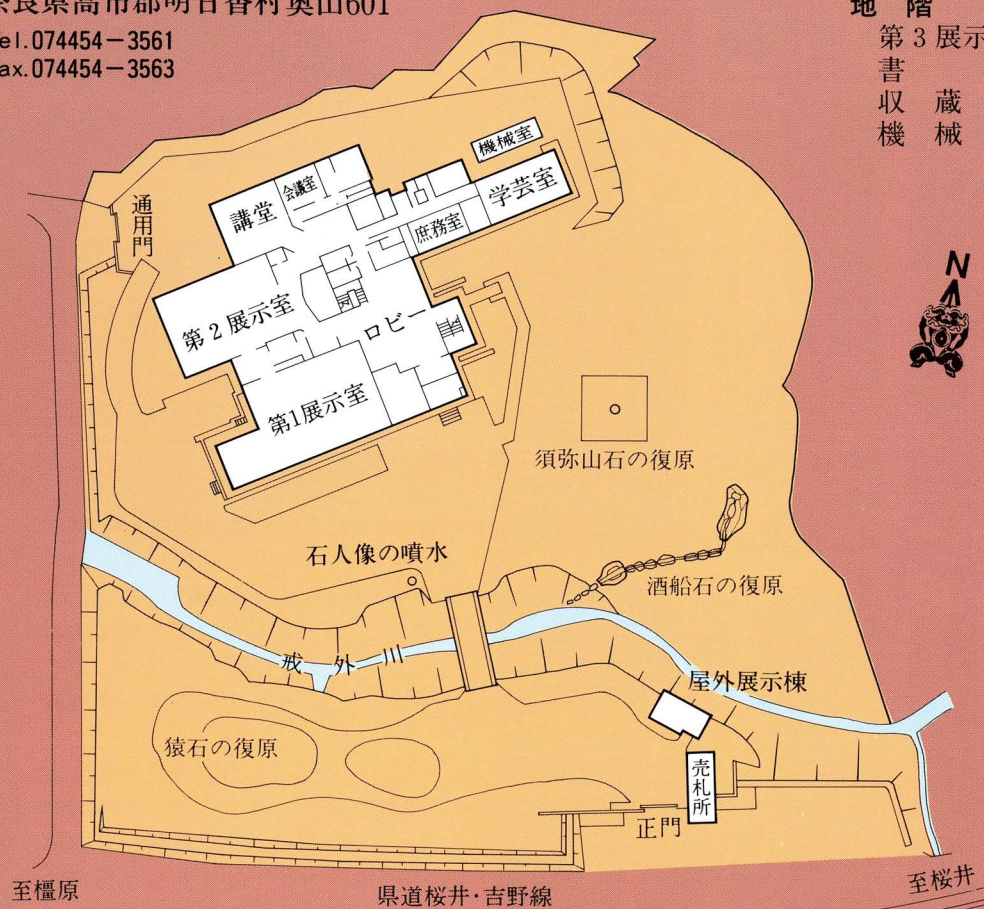 奈良県高市郡明日香村奥山601
Tel.074454−3561
Fax.074454−3563
地階
第3展示
書
収蔵
機械
通用門
講堂
会議室
機械室
学芸室
庶務室
第2展示室
ロビー
第1展示室
N
須弥山石の復原
石人像の噴水
酒船石の復原
戒外川
屋外展示棟
猿石の復原
売札所
正門
至橿原
県道桜井・吉野線
至桜井